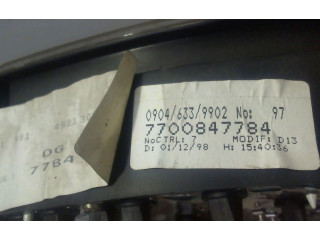 0904/633/9902 No: 97
7700847784
NoCTRL: 7 MODIF: D13
D: 01/12/98 H: 15:40:36
DG
7784